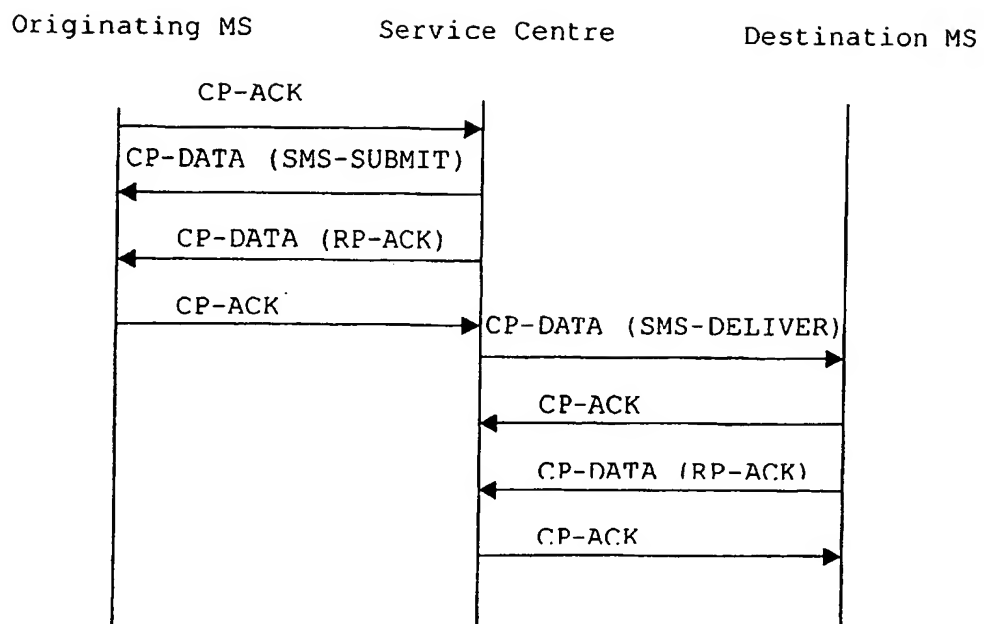 Originating MS
Service Centre
Destination MS
CP-ACK
CP-DATA (SMS-SUBMIT)
CP-DATA (RP-ACK)
CP-ACK
CP-DATA (SMS-DELIVER)
CP-ACK
CP-DATA (RP-ACK)
CP-ACK